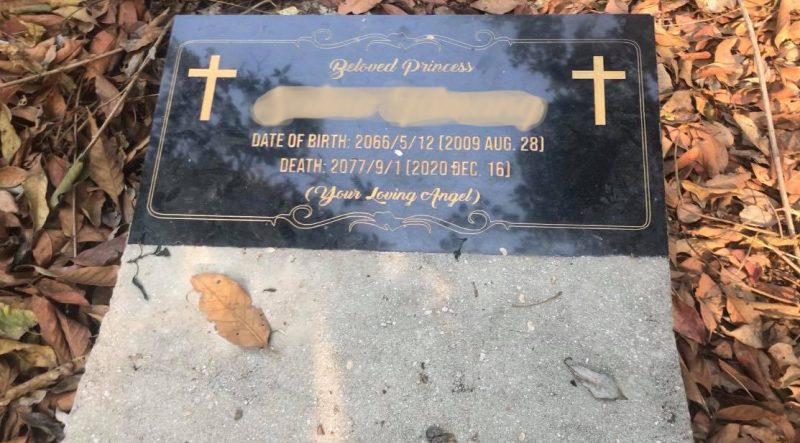 Beloved Princess
DATE OF BIRTH: 2066/5/12 [2009 AUG. 28]
DEATH: 2077/9/1 [2020 DEC. 16]
(Your Loving Angel)